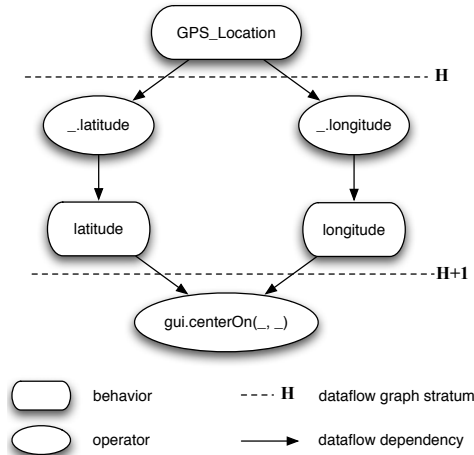 GPS_Location
H
_.latitude
_.longitude
latitude
longitude
H+1
gui.centerOn(_, _)
behavior
H
dataflow graph stratum
operator
dataflow dependency